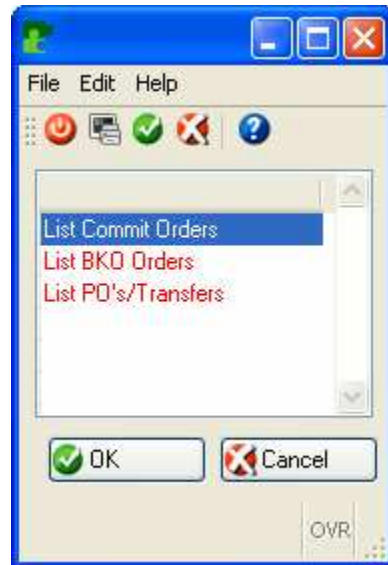 File Edit Help
List Commit Orders
List BKO Orders
List PO's/Transfers
OK Cancel
OVR